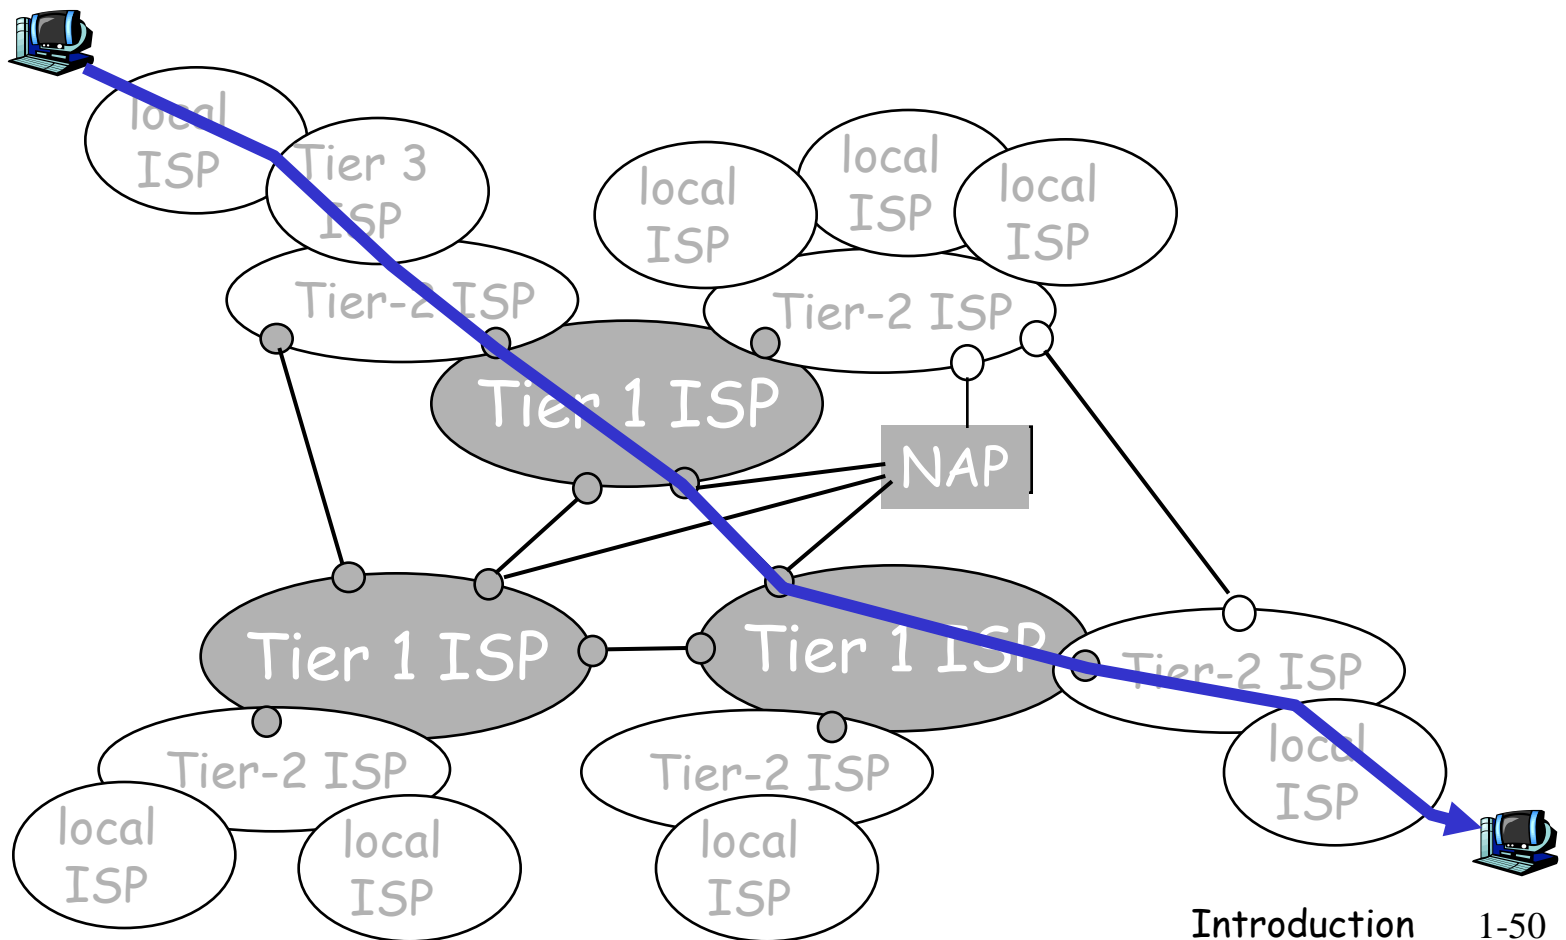 local
ISP
Tier 3
ISP
local
ISP
local
ISP
local
ISP
Tier-2 ISP
Tier-2 ISP
Tier 1 ISP
NAP
Tier 1 ISP
Tier 1 ISP
Tier-2 ISP
Tier-2 ISP
Tier-2 ISP
local
ISP
local
ISP
local
ISP
local
ISP
Introduction 1-50